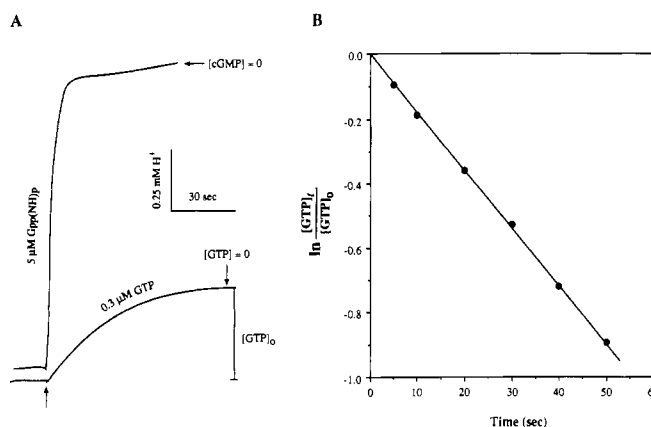 A
[cGMP] = 0
5 µM Gpp(NH)p
0.25 mM H+
30 sec
[GTP] = 0
0.3 µM GTP
[GTP]o
B
ln [GTP]t
[GTP]o
0.0
-0.2
-0.4
-0.6
-0.8
-1.0
0
10
20
30
40
50
60
Time (sec)